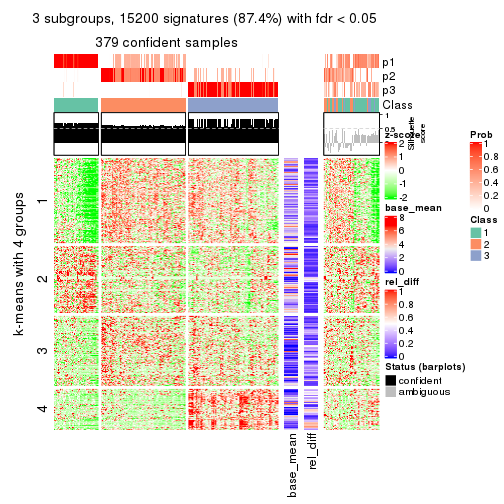 3 subgroups, 15200 signatures (87.4%) with fdr < 0.05
379 confident samples
p1
p2
p3
Class
1
0.5
Silhouette
score
k-means with 4 groups
1
2
3
4
base_mean
rel_diff
z-score
2
1
0
-1
-2
base_mean
8
6
4
2
0
rel_diff
1
0.8
0.6
0.4
0.2
0
Status (barplots)
confident
ambiguous
Prob
1
0.8
0.6
0.4
0.2
0
Class
1
2
3